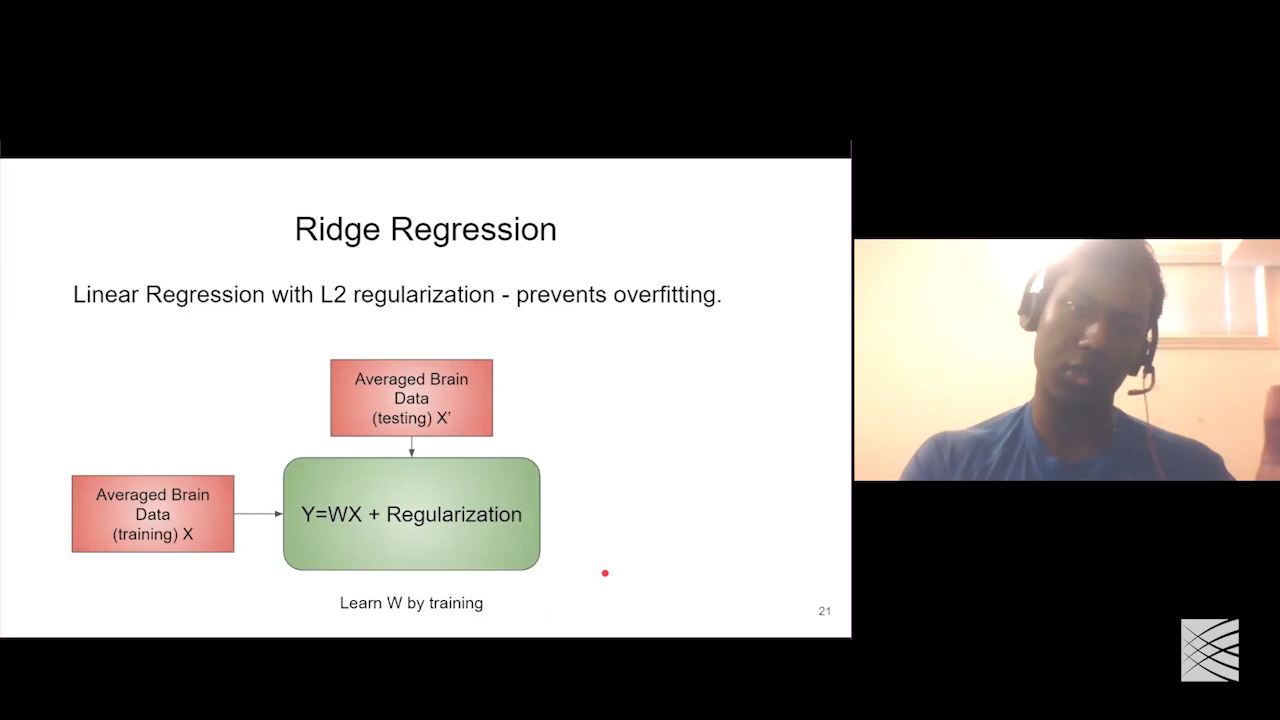 Ridge Regression
Linear Regression with L2 regularization - prevents overfitting.
Averaged Brain
Data
(testing) X’
Averaged Brain
Data
(training) X
Y=WX + Regularization
Learn W by training
21